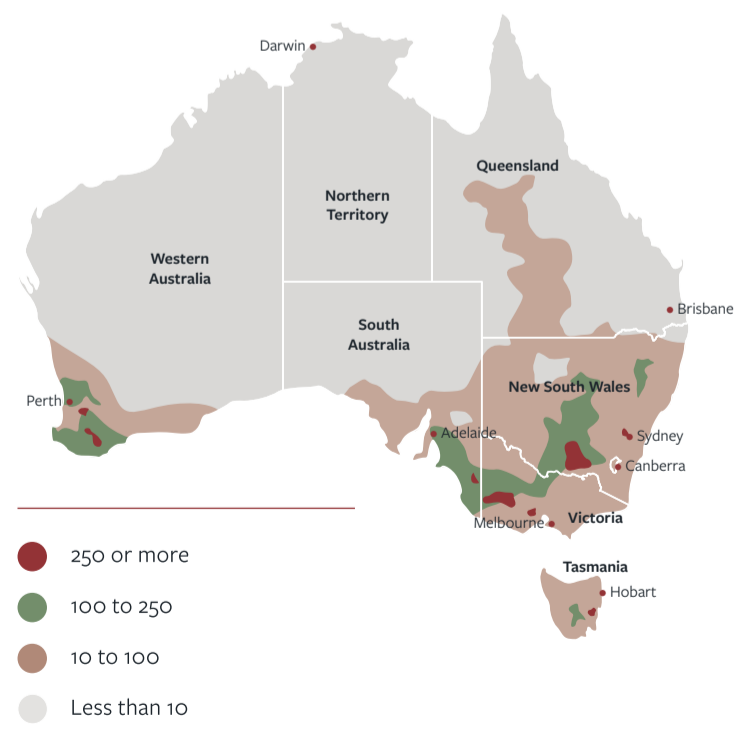 Darwin
Queensland
Northern
Territory
Western
Australia
Brisbane
South
Australia
New South Wales
Perth
Adelaide
Sydney
Canberra
Melbourne
Victoria
Tasmania
Hobart
250 or more
100 to 250
10 to 100
Less than 10